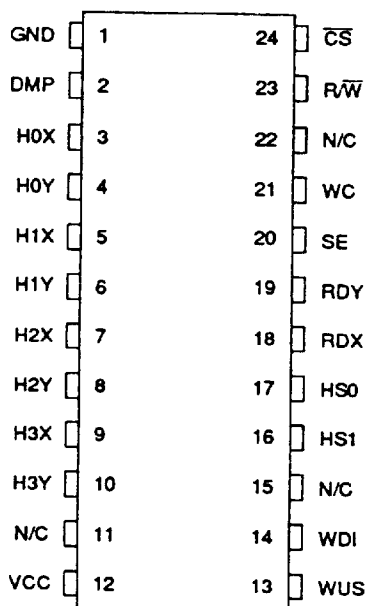 GND 1 24 C̅S̅
DMP 2 23 R/W̅
H0X 3 22 N/C
H0Y 4 21 WC
H1X 5 20 SE
H1Y 6 19 RDY
H2X 7 18 RDX
H2Y 8 17 HS0
H3X 9 16 HS1
H3Y 10 15 N/C
N/C 11 14 WDI
VCC 12 13 WUS